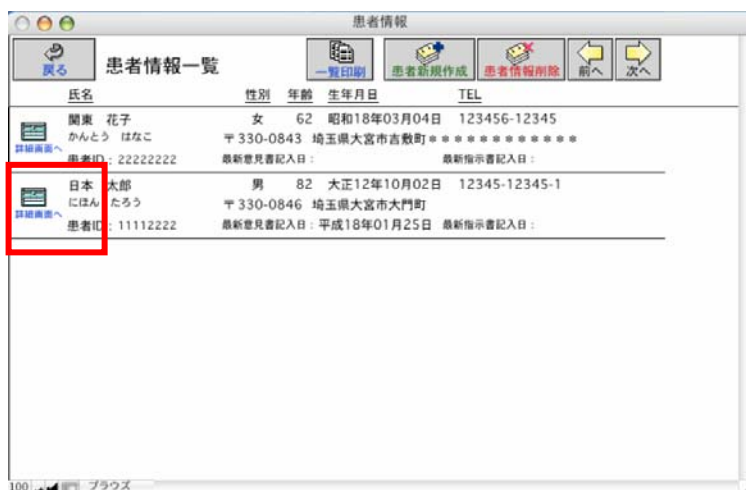 患者情報
戻る 患者情報一覧 一覧印刷 患者新規作成 患者情報削除 前へ 次へ
氏名 性別 年齢 生年月日 TEL
関東 花子 女 62 昭和18年03月04日 123456-12345
かんとう はなこ 〒330-0843 埼玉県大宮市吉敷町************
詳細画面へ
患者ID：22222222 最新意見書記入日： 最新指示書記入日：
日本 太郎 男 82 大正12年10月02日 12345-12345-1
にほん たろう 〒330-0846 埼玉県大宮市大門町
詳細画面へ
患者ID：11112222 最新意見書記入日：平成18年01月25日 最新指示書記入日：
100 ブラウズ